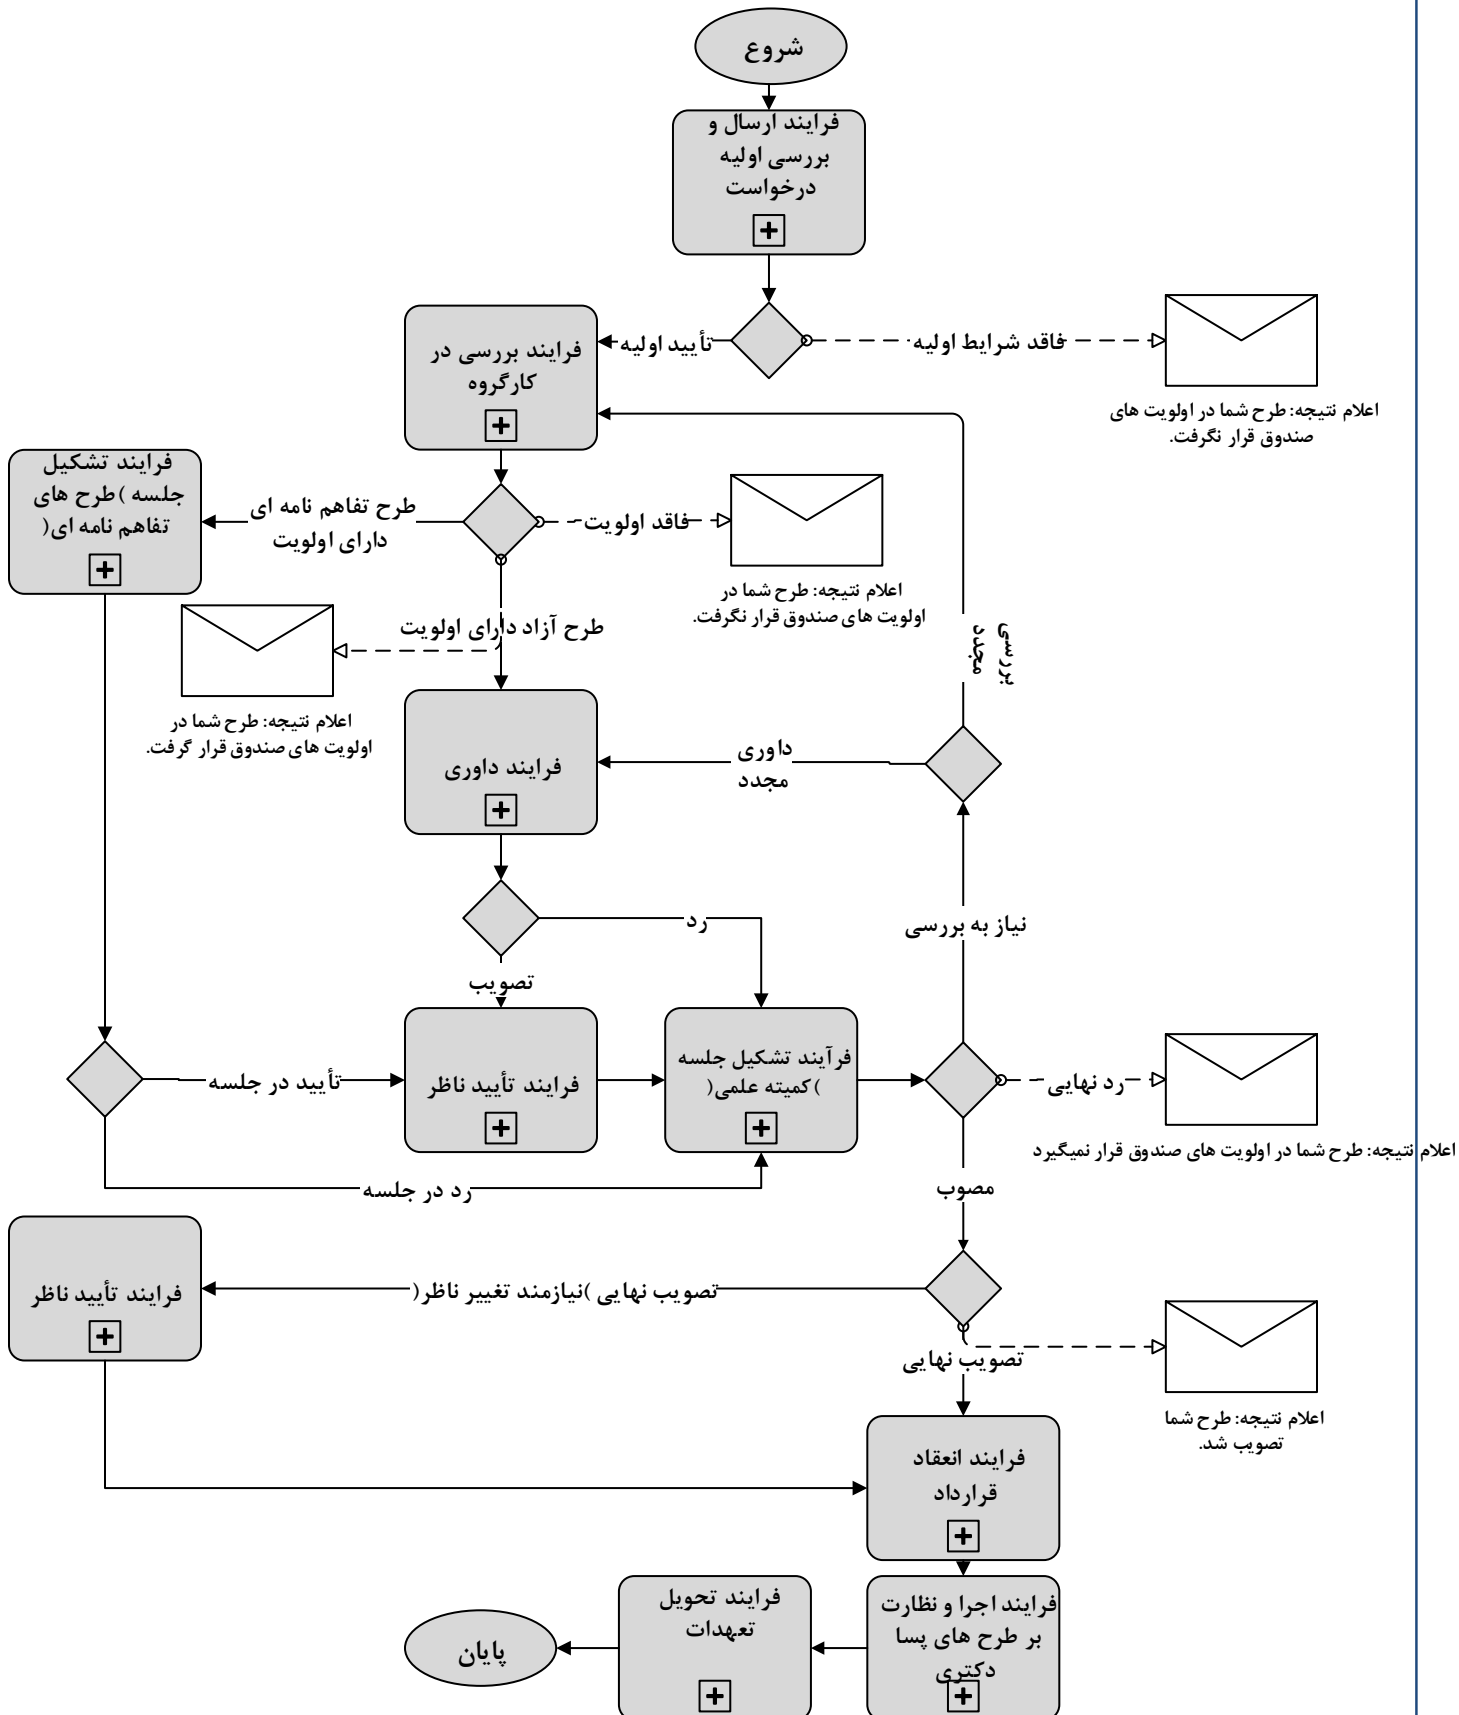 شروع
فرایند ارسال و
بررسی اولیه
درخواست
تأیید اولیه
فاقد شرایط اولیه
اعلام نتیجه: طرح شما در اولویت های
صندوق قرار نگرفت.
فرایند بررسی در
کارگروه
فرایند تشکیل
جلسه )طرح های
تفاهم نامه ای(
طرح تفاهم نامه ای
دارای اولویت
فاقد اولویت
اعلام نتیجه: طرح شما در
اولویت های صندوق قرار نگرفت.
طرح آزاد دارای اولویت
اعلام نتیجه: طرح شما در
اولویت های صندوق قرار گرفت.
بررسی
مجدد
فرایند داوری
داوری
مجدد
رد
تصویب
نیاز به بررسی
تأیید در جلسه
فرایند تأیید ناظر
فرآیند تشکیل جلسه
)کمیته علمی(
رد نهایی
اعلام نتیجه: طرح شما در اولویت های صندوق قرار نمیگیرد
رد در جلسه
مصوب
فرایند تأیید ناظر
تصویب نهایی )نیازمند تغییر ناظر(
تصویب نهایی
اعلام نتیجه: طرح شما
تصویب شد.
فرایند انعقاد
قرارداد
فرایند اجرا و نظارت
بر طرح های پسا
دکتری
فرایند تحویل
تعهدات
پایان